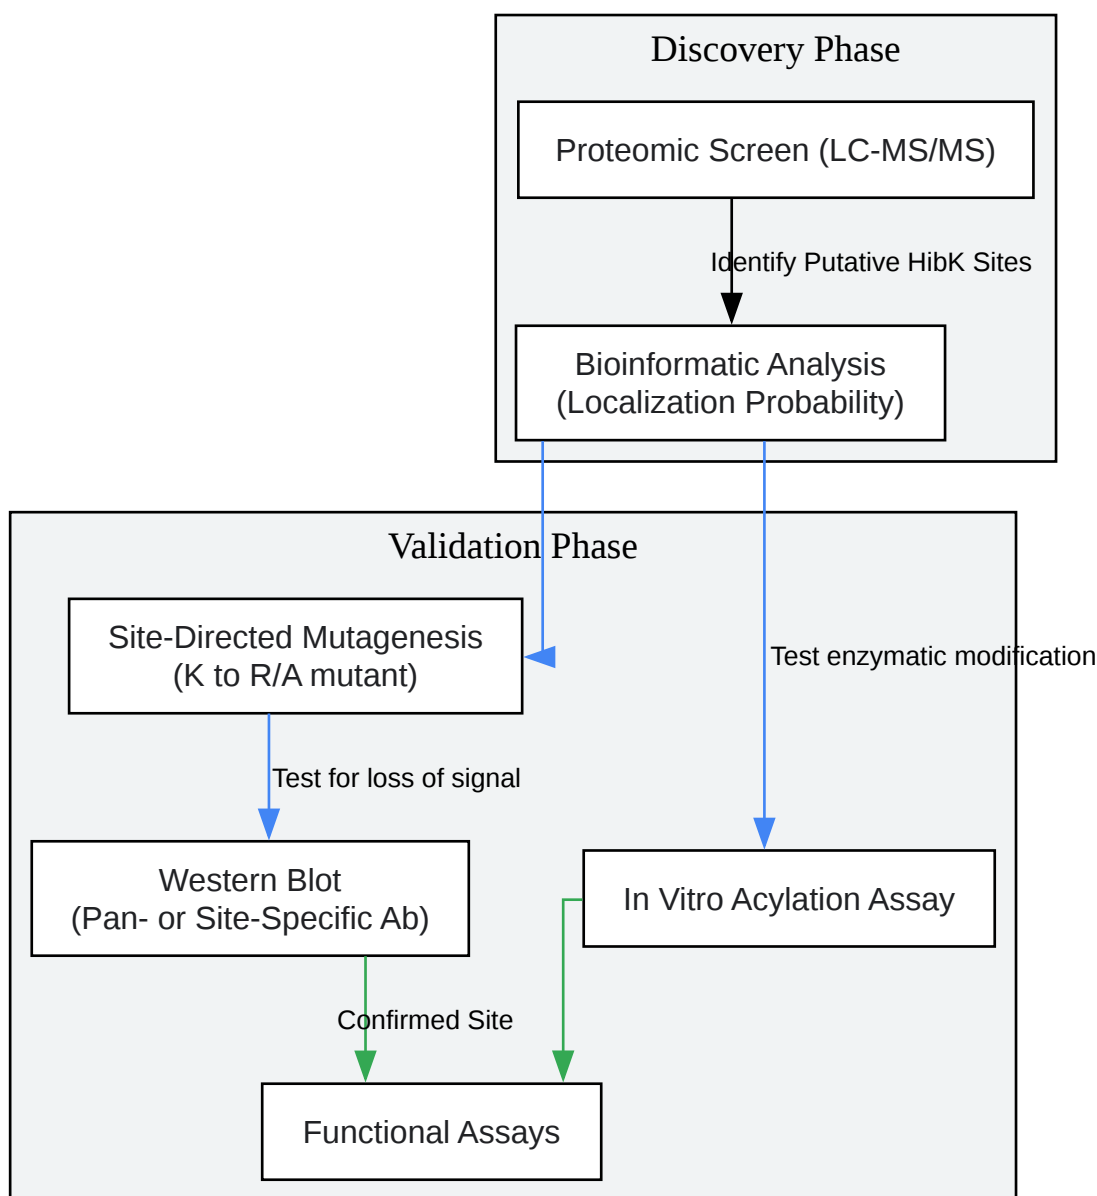 Discovery Phase
Proteomic Screen (LC-MS/MS)
Identify Putative HibK Sites
Bioinformatic Analysis
(Localization Probability)
Validation Phase
Site-Directed Mutagenesis
(K to R/A mutant)
Test enzymatic modification
Test for loss of signal
Western Blot
(Pan- or Site-Specific Ab)
In Vitro Acylation Assay
Confirmed Site
Functional Assays